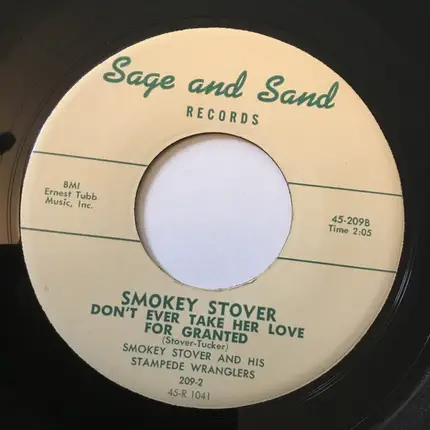 Sage and Sand
RECORDS
BMI
Ernest Tubb
Music, Inc.
45-209B
Time 2:05
SMOKEY STOVER
DON'T EVER TAKE HER LOVE
FOR GRANTED
(Stover-Tucker)
SMOKEY STOVER AND HIS
STAMPEDE WRANGLERS
209-2
45-R 1041